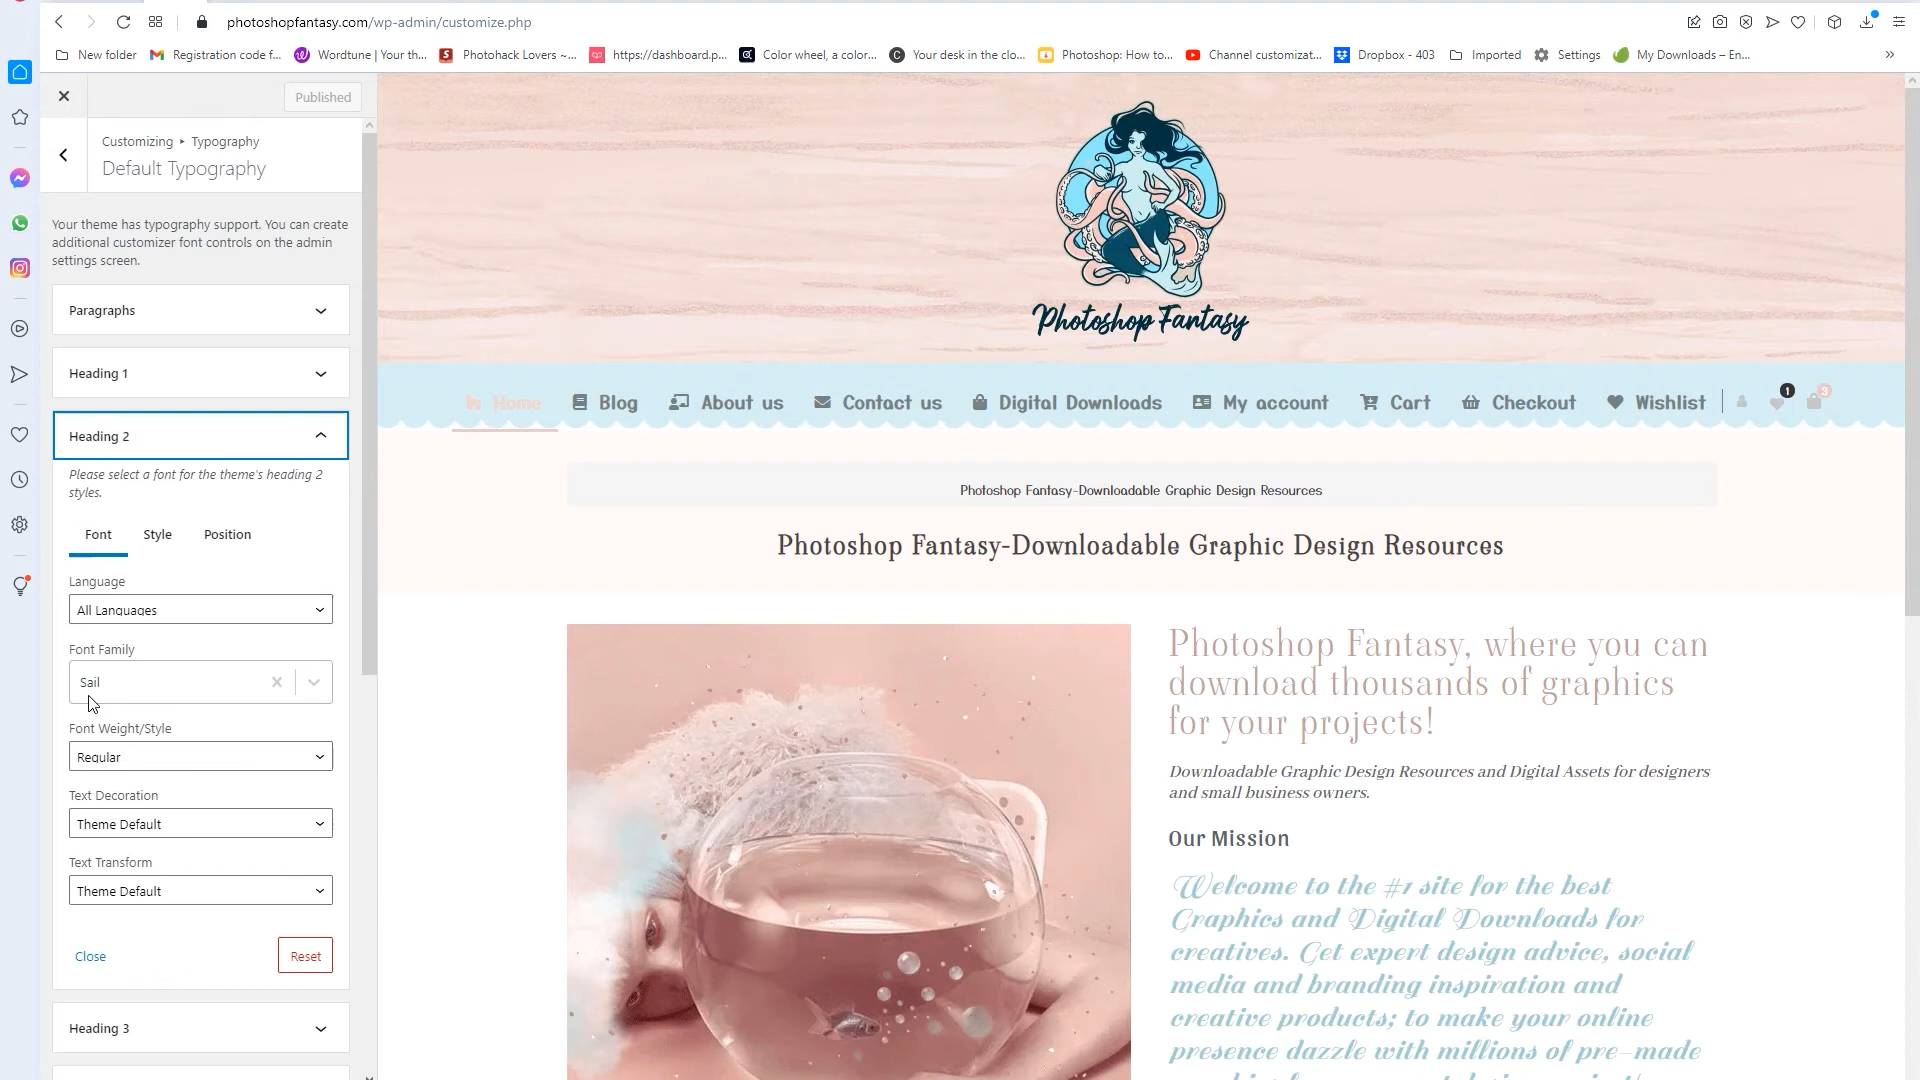 photoshopfantasy.com/wp-admin/customize.php
New folder
Registration code f...
Wordtune | Your th...
Photohack Lovers ~...
https://dashboard.p...
Color wheel, a color...
Your desk in the clo...
Photoshop: How to...
Channel customizat...
Dropbox - 403
Imported
Settings
My Downloads – En...
»
Published
Customizing ▸ Typography
Default Typography
Your theme has typography support. You can create
additional customizer font controls on the admin
settings screen.
Paragraphs
Heading 1
Heading 2
Please select a font for the theme's heading 2
styles.
Font
Style
Position
Language
All Languages
Font Family
Sail
Font Weight/Style
Regular
Text Decoration
Theme Default
Text Transform
Theme Default
Close
Reset
Heading 3
Photoshop Fantasy
Home
Blog
About us
Contact us
Digital Downloads
My account
Cart
Checkout
Wishlist
1
3
Photoshop Fantasy-Downloadable Graphic Design Resources
Photoshop Fantasy-Downloadable Graphic Design Resources
Photoshop Fantasy, where you can
download thousands of graphics
for your projects!
Downloadable Graphic Design Resources and Digital Assets for designers
and small business owners.
Our Mission
Welcome to the #1 site for the best
Graphics and Digital Downloads for
creatives. Get expert design advice, social
media and branding inspiration and
creative products; to make your online
presence dazzle with millions of pre-made